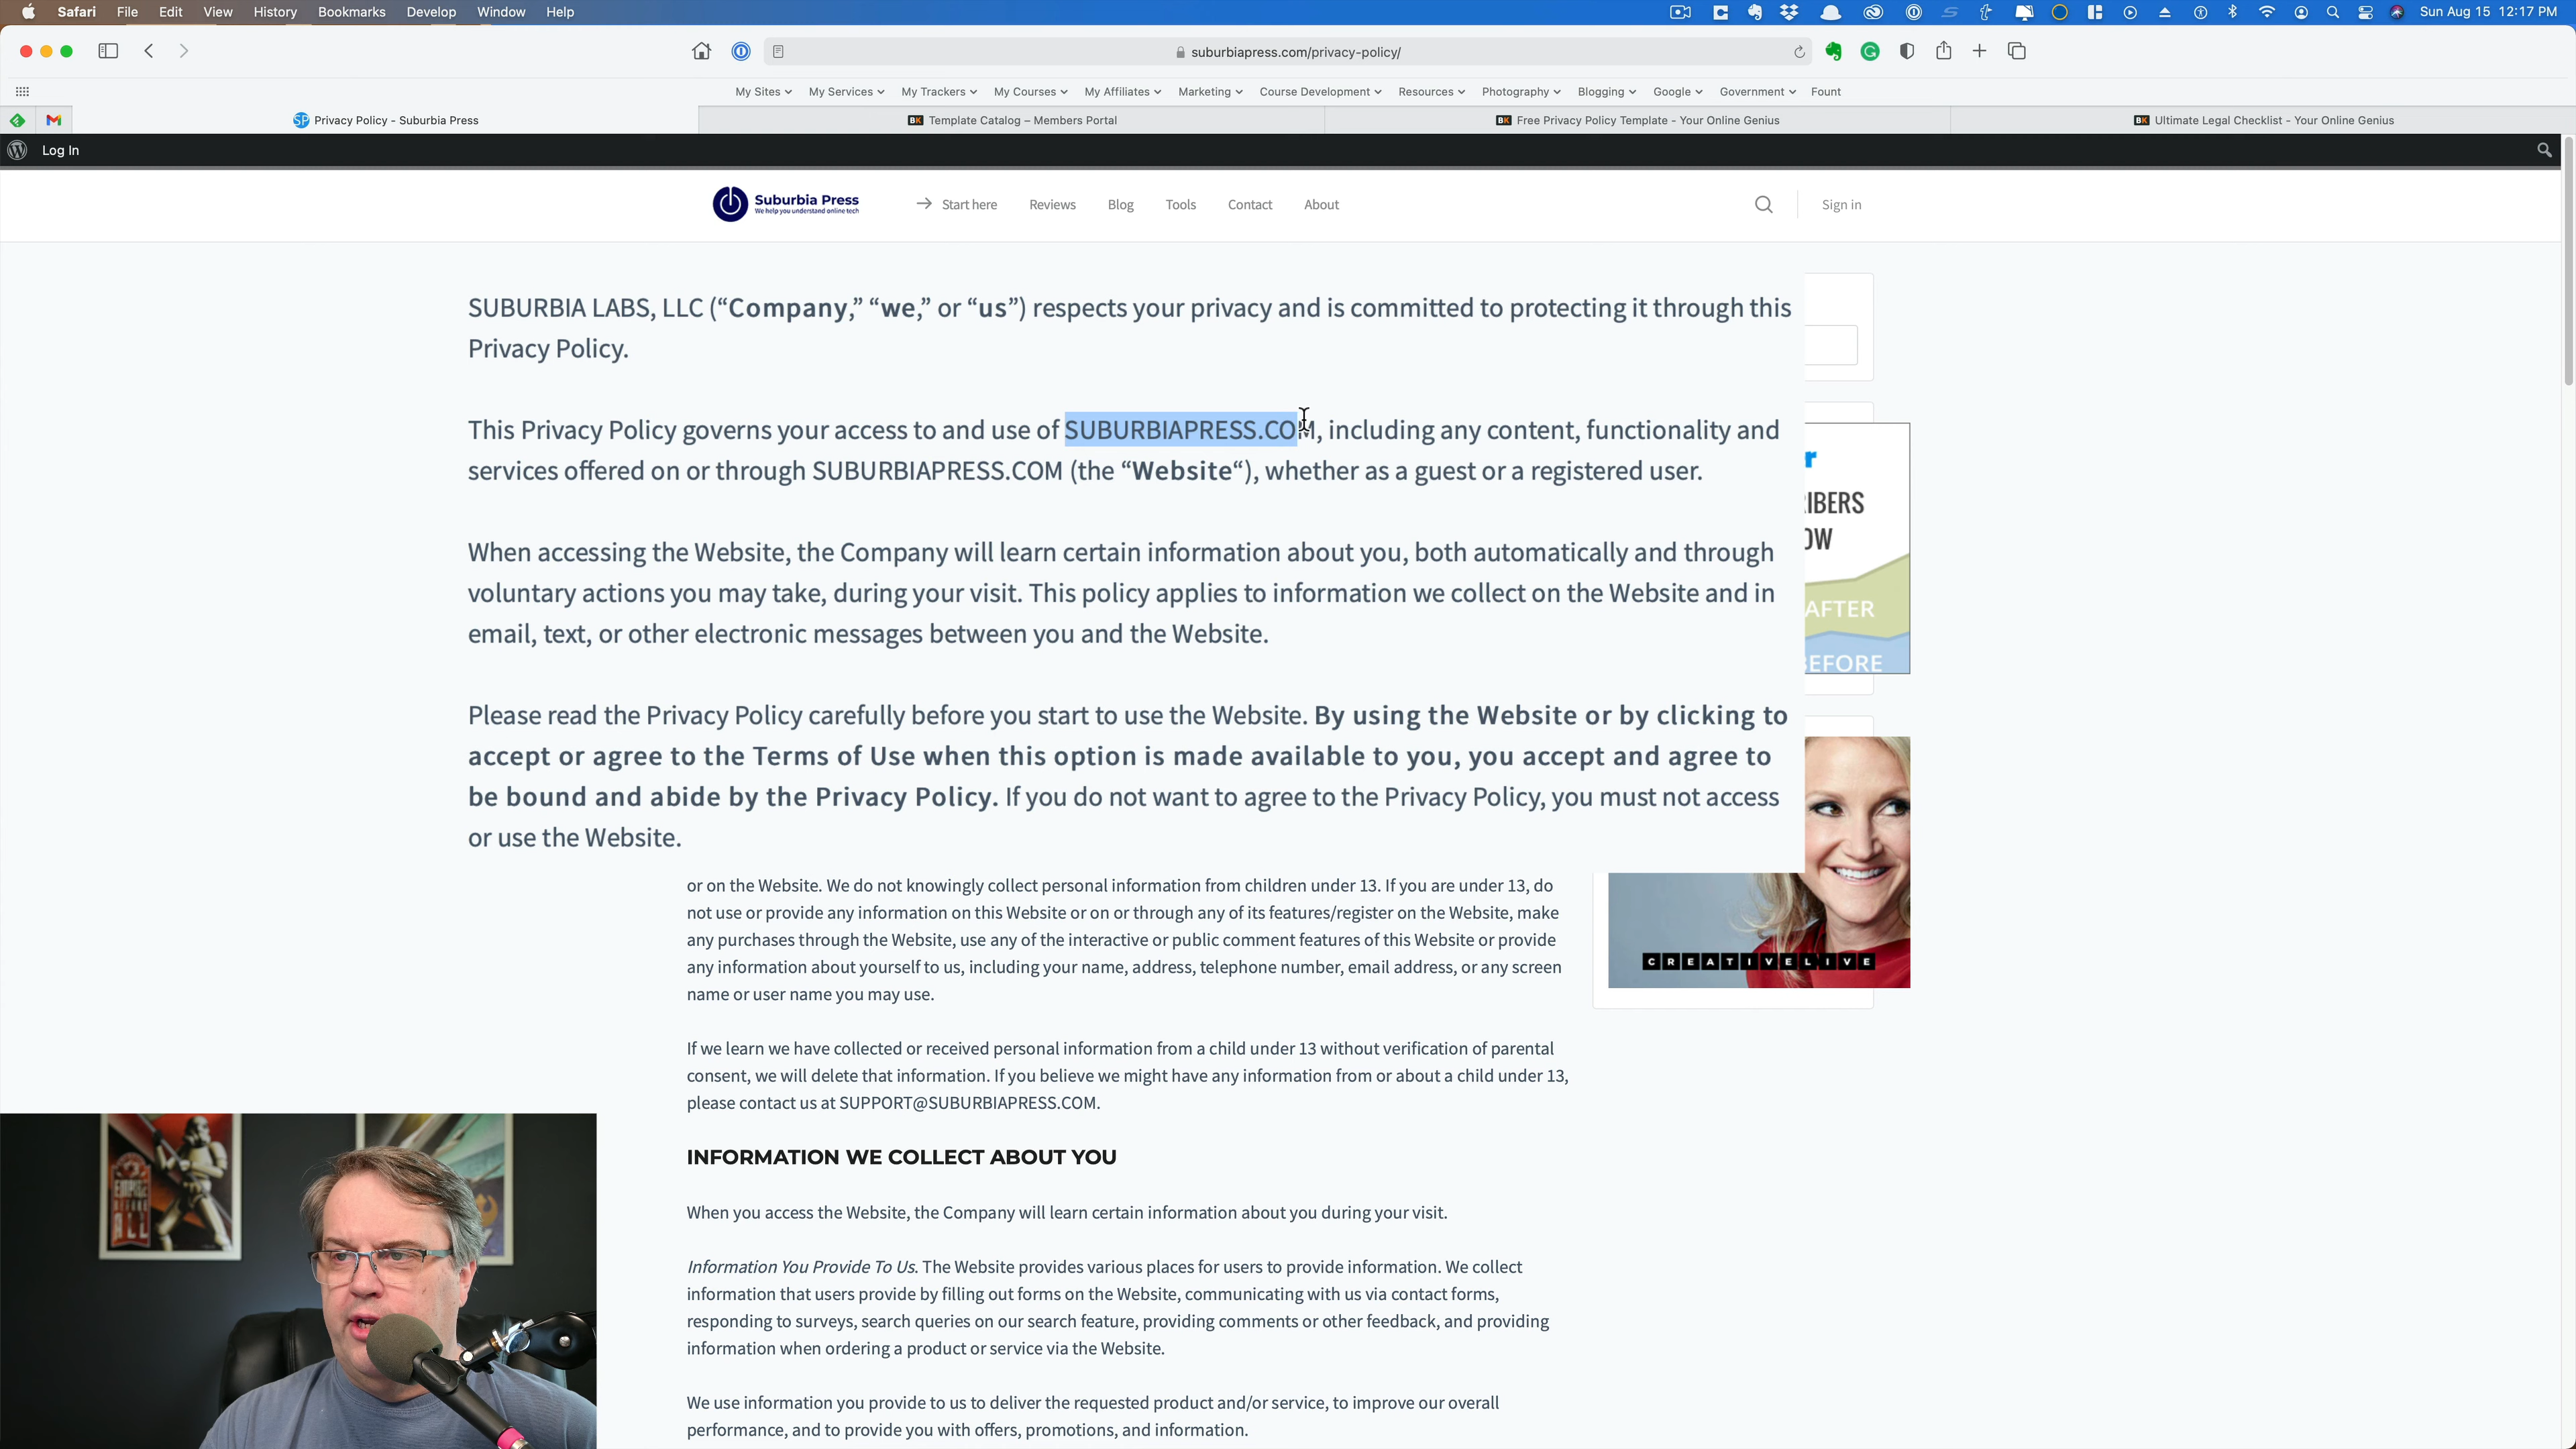 Safari File Edit View History Bookmarks Develop Window Help Sun Aug 15 12:17 PM
suburbiapress.com/privacy-policy/
My Sites My Services My Trackers My Courses My Affiliates Marketing Course Development Resources Photography Blogging Google Government Fount
SP Privacy Policy - Suburbia Press BK Template Catalog – Members Portal BK Free Privacy Policy Template - Your Online Genius BK Ultimate Legal Checklist - Your Online Genius
Log In
Suburbia Press
We help you understand online tech
Start here Reviews Blog Tools Contact About Sign in
SUBURBIA LABS, LLC (“Company,” “we,” or “us”) respects your privacy and is committed to protecting it through this
Privacy Policy.
This Privacy Policy governs your access to and use of SUBURBIAPRESS.COM, including any content, functionality and
services offered on or through SUBURBIAPRESS.COM (the “Website“), whether as a guest or a registered user.
When accessing the Website, the Company will learn certain information about you, both automatically and through
voluntary actions you may take, during your visit. This policy applies to information we collect on the Website and in
email, text, or other electronic messages between you and the Website.
Please read the Privacy Policy carefully before you start to use the Website. By using the Website or by clicking to
accept or agree to the Terms of Use when this option is made available to you, you accept and agree to
be bound and abide by the Privacy Policy. If you do not want to agree to the Privacy Policy, you must not access
or use the Website.
r
IBERS
OW
AFTER
BEFORE
CREATIVELIVE
or on the Website. We do not knowingly collect personal information from children under 13. If you are under 13, do
not use or provide any information on this Website or on or through any of its features/register on the Website, make
any purchases through the Website, use any of the interactive or public comment features of this Website or provide
any information about yourself to us, including your name, address, telephone number, email address, or any screen
name or user name you may use.
If we learn we have collected or received personal information from a child under 13 without verification of parental
consent, we will delete that information. If you believe we might have any information from or about a child under 13,
please contact us at SUPPORT@SUBURBIAPRESS.COM.
INFORMATION WE COLLECT ABOUT YOU
When you access the Website, the Company will learn certain information about you during your visit.
Information You Provide To Us. The Website provides various places for users to provide information. We collect
information that users provide by filling out forms on the Website, communicating with us via contact forms,
responding to surveys, search queries on our search feature, providing comments or other feedback, and providing
information when ordering a product or service via the Website.
We use information you provide to us to deliver the requested product and/or service, to improve our overall
performance, and to provide you with offers, promotions, and information.
EMPIRE
ALL